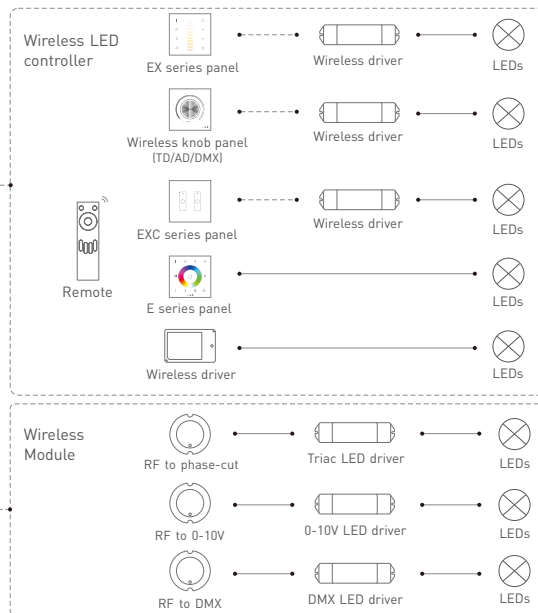 Wireless LED
controller
EX series panel
Wireless driver
LEDs
Wireless knob panel
(TD/AD/DMX)
Wireless driver
LEDs
EXC series panel
Wireless driver
LEDs
Remote
E series panel
LEDs
Wireless driver
LEDs
Wireless
Module
RF to phase-cut
Triac LED driver
LEDs
RF to 0-10V
0-10V LED driver
LEDs
RF to DMX
DMX LED driver
LEDs